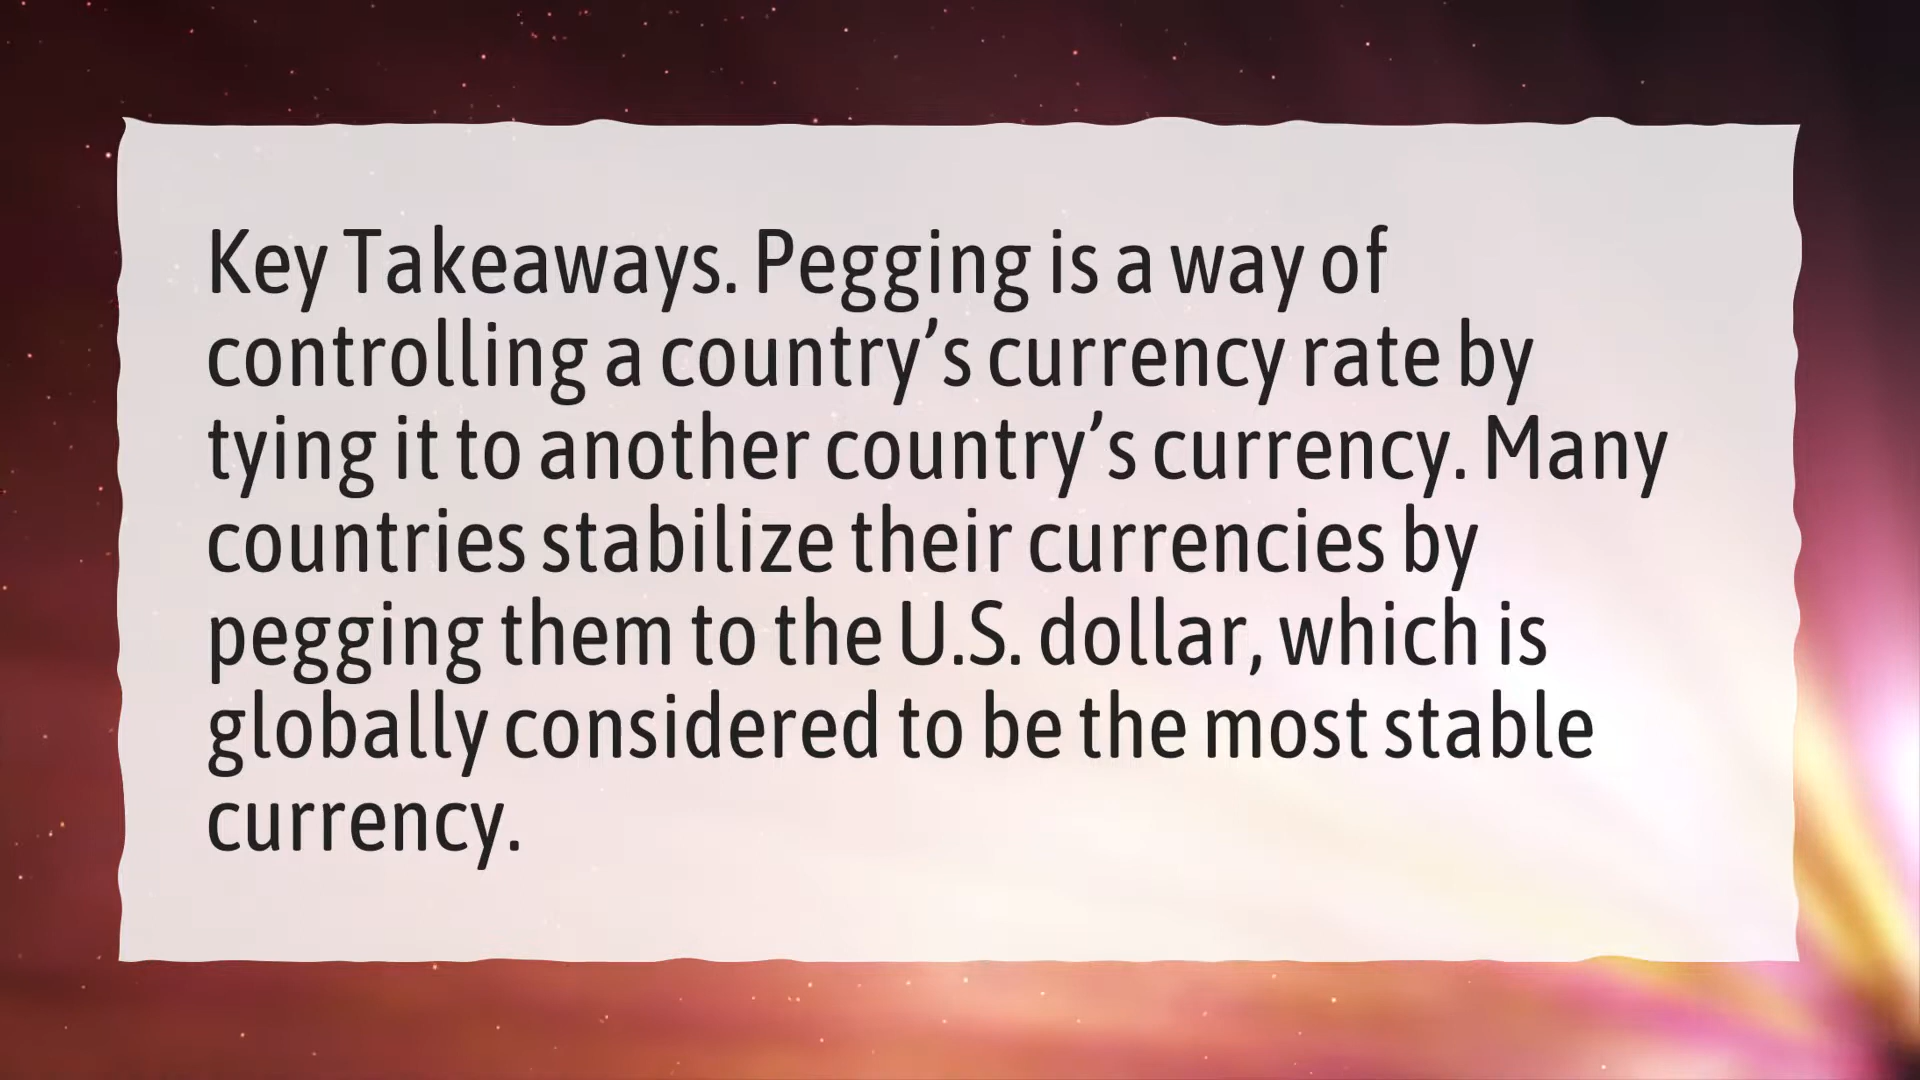 Key Takeaways. Pegging is a way of
controlling a country’s currency rate by
tying it to another country’s currency. Many
countries stabilize their currencies by
pegging them to the U.S. dollar, which is
globally considered to be the most stable
currency.